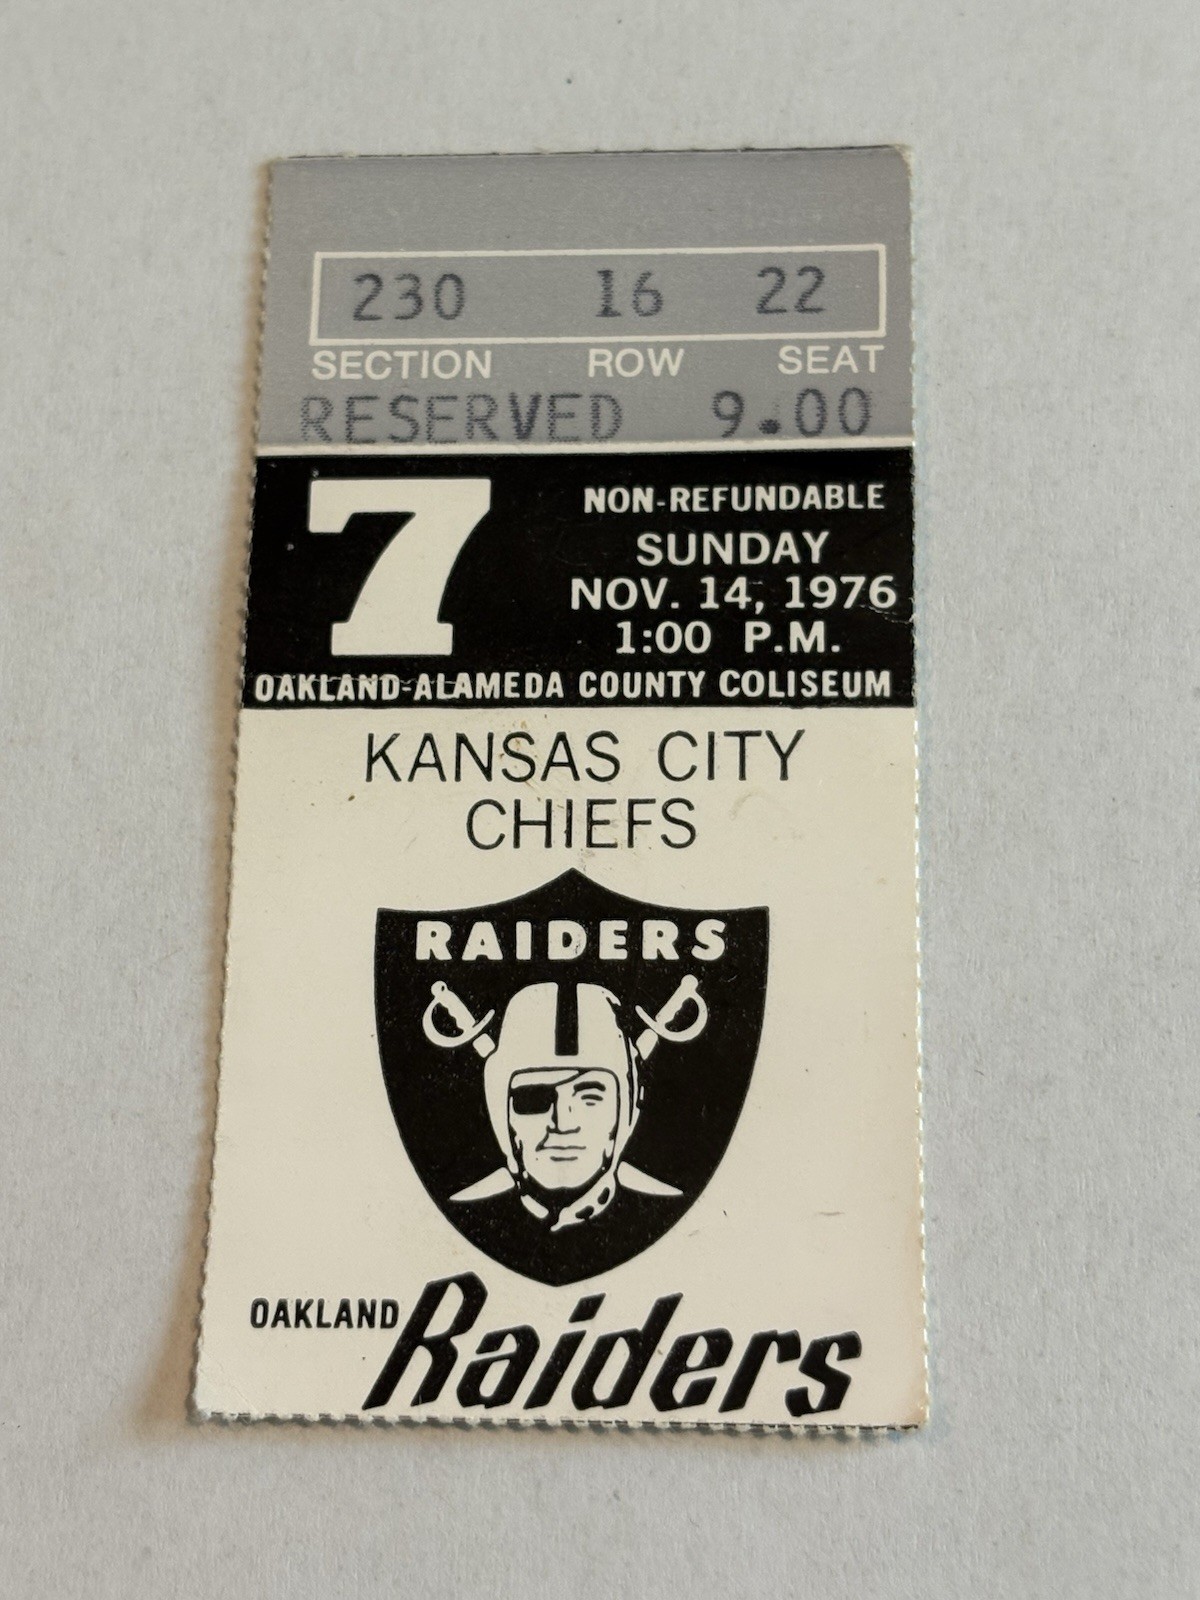 230 16 22
SECTION ROW SEAT
RESERVED 9.00
7
NON-REFUNDABLE
SUNDAY
NOV. 14, 1976
1:00 P.M.
OAKLAND-ALAMEDA COUNTY COLISEUM
KANSAS CITY
CHIEFS
RAIDERS
OAKLAND Raiders